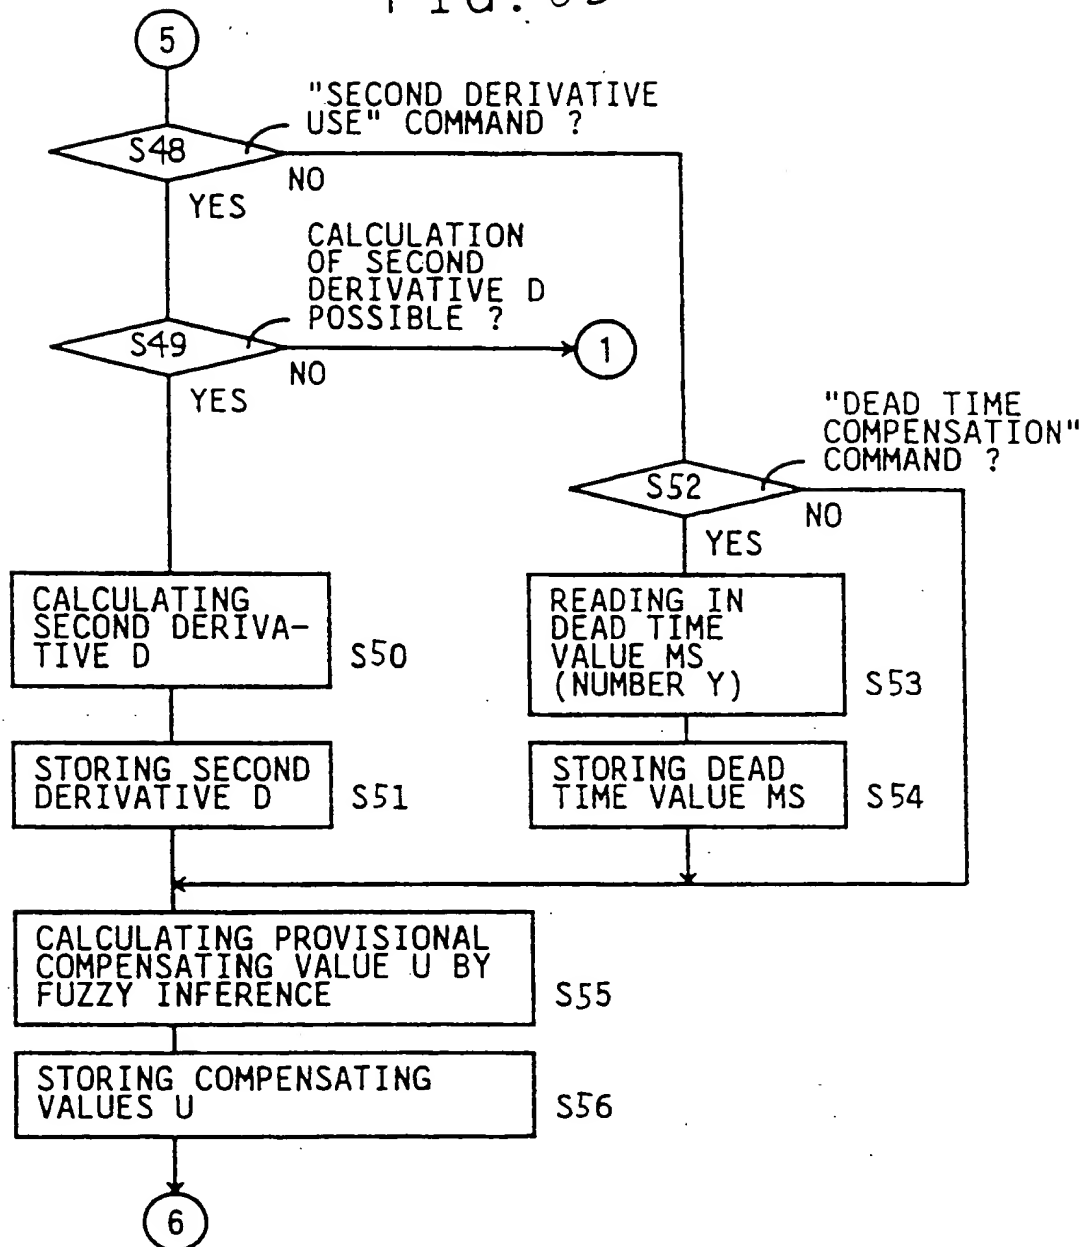 5
"SECOND DERIVATIVE
USE" COMMAND ?
S48
NO
YES
CALCULATION
OF SECOND
DERIVATIVE D
POSSIBLE ?
S49
1
NO
YES
"DEAD TIME
COMPENSATION"
COMMAND ?
S52
NO
YES
CALCULATING
SECOND DERIVA-
TIVE D
S50
READING IN
DEAD TIME
VALUE MS
(NUMBER Y)
S53
STORING SECOND
DERIVATIVE D
S51
STORING DEAD
TIME VALUE MS
S54
CALCULATING PROVISIONAL
COMPENSATING VALUE U BY
FUZZY INFERENCE
S55
STORING COMPENSATING
VALUES U
S56
6